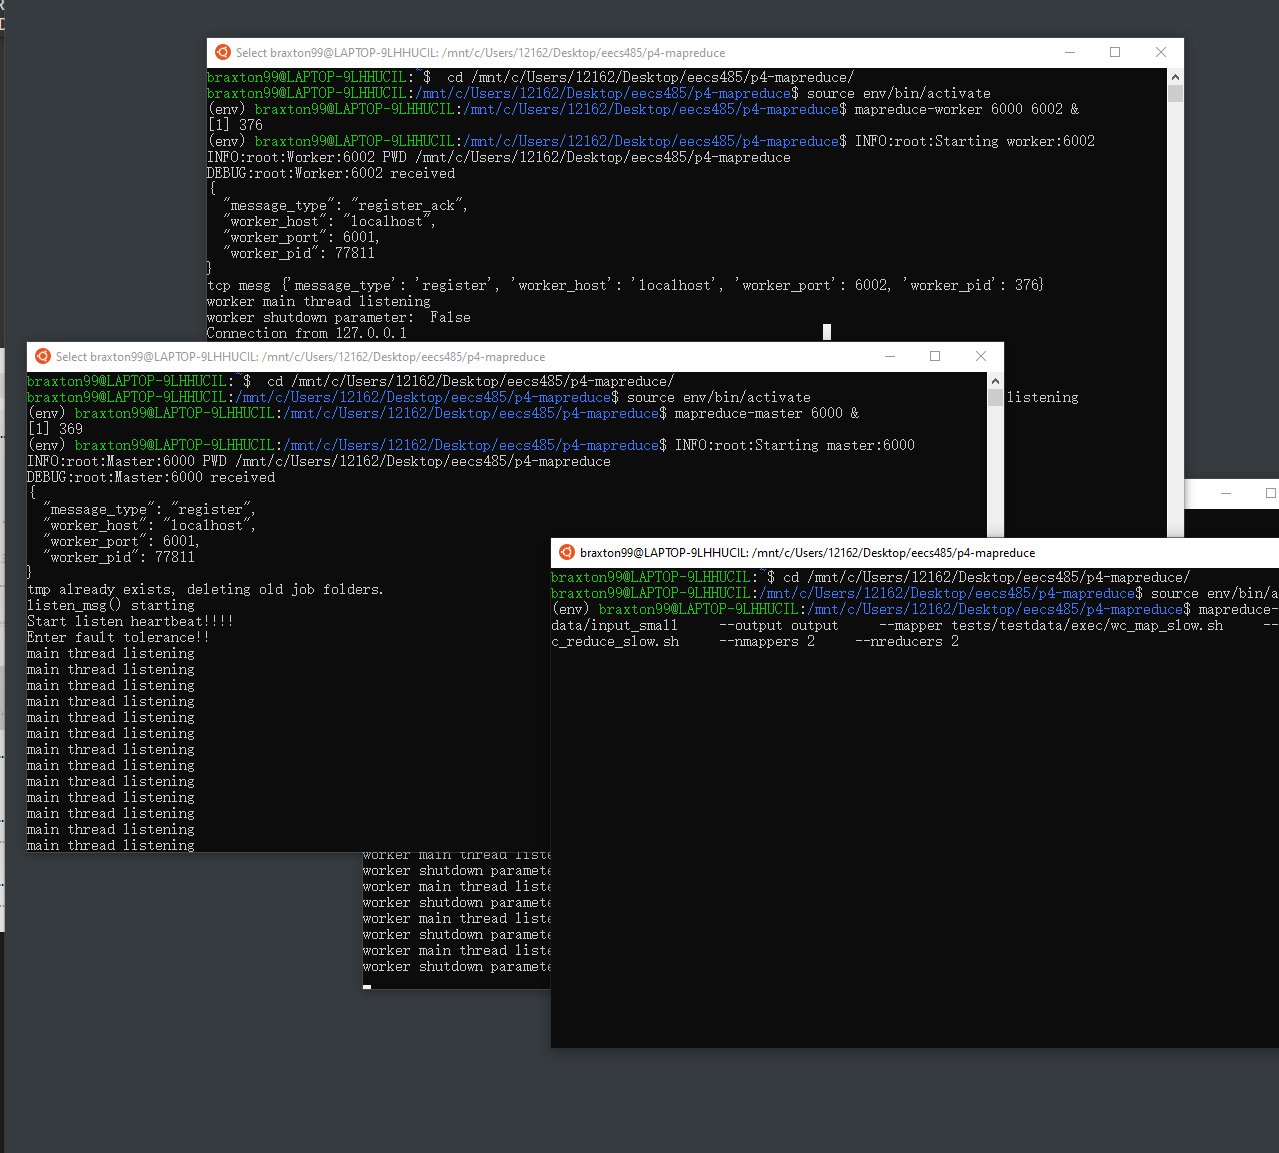 Select braxton99@LAPTOP-9LHHUCIL: /mnt/c/Users/12162/Desktop/eecs485/p4-mapreduce
braxton99@LAPTOP-9LHHUCIL:~$  cd /mnt/c/Users/12162/Desktop/eecs485/p4-mapreduce/
braxton99@LAPTOP-9LHHUCIL:/mnt/c/Users/12162/Desktop/eecs485/p4-mapreduce$ source env/bin/activate
(env) braxton99@LAPTOP-9LHHUCIL:/mnt/c/Users/12162/Desktop/eecs485/p4-mapreduce$ mapreduce-worker 6000 6002 &
[1] 376
(env) braxton99@LAPTOP-9LHHUCIL:/mnt/c/Users/12162/Desktop/eecs485/p4-mapreduce$ INFO:root:Starting worker:6002
INFO:root:Worker:6002 PWD /mnt/c/Users/12162/Desktop/eecs485/p4-mapreduce
DEBUG:root:Worker:6002 received
{
  "message_type": "register_ack",
  "worker_host": "localhost",
  "worker_port": 6001,
  "worker_pid": 77811
}
tcp mesg {'message_type': 'register', 'worker_host': 'localhost', 'worker_port': 6002, 'worker_pid': 376}
worker main thread listening
worker shutdown parameter:  False
Connection from 127.0.0.1
listening
Select braxton99@LAPTOP-9LHHUCIL: /mnt/c/Users/12162/Desktop/eecs485/p4-mapreduce
braxton99@LAPTOP-9LHHUCIL:~$  cd /mnt/c/Users/12162/Desktop/eecs485/p4-mapreduce/
braxton99@LAPTOP-9LHHUCIL:/mnt/c/Users/12162/Desktop/eecs485/p4-mapreduce$ source env/bin/activate
(env) braxton99@LAPTOP-9LHHUCIL:/mnt/c/Users/12162/Desktop/eecs485/p4-mapreduce$ mapreduce-master 6000 &
[1] 369
(env) braxton99@LAPTOP-9LHHUCIL:/mnt/c/Users/12162/Desktop/eecs485/p4-mapreduce$ INFO:root:Starting master:6000
INFO:root:Master:6000 PWD /mnt/c/Users/12162/Desktop/eecs485/p4-mapreduce
DEBUG:root:Master:6000 received
{
  "message_type": "register",
  "worker_host": "localhost",
  "worker_port": 6001,
  "worker_pid": 77811
}
tmp already exists, deleting old job folders.
listen_msg() starting
Start listen heartbeat!!!!
Enter fault tolerance!!
main thread listening
main thread listening
main thread listening
main thread listening
main thread listening
main thread listening
main thread listening
main thread listening
main thread listening
main thread listening
main thread listening
main thread listening
main thread listening
worker main thread liste
worker shutdown paramete
worker main thread liste
worker shutdown paramete
worker main thread liste
worker shutdown paramete
worker main thread liste
worker shutdown paramete
braxton99@LAPTOP-9LHHUCIL: /mnt/c/Users/12162/Desktop/eecs485/p4-mapreduce
braxton99@LAPTOP-9LHHUCIL:~$ cd /mnt/c/Users/12162/Desktop/eecs485/p4-mapreduce/
braxton99@LAPTOP-9LHHUCIL:/mnt/c/Users/12162/Desktop/eecs485/p4-mapreduce$ source env/bin/a
(env) braxton99@LAPTOP-9LHHUCIL:/mnt/c/Users/12162/Desktop/eecs485/p4-mapreduce$ mapreduce-
data/input_small     --output output     --mapper tests/testdata/exec/wc_map_slow.sh     --
c_reduce_slow.sh     --nmappers 2     --nreducers 2